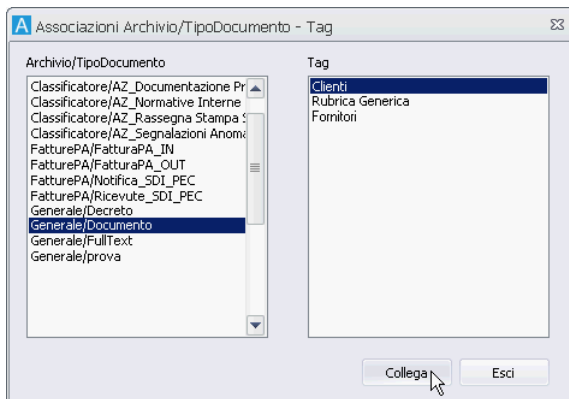 Associazioni Archivio/TipoDocumento - Tag
Archivio/TipoDocumento
Classificatore/AZ_Documentazione Pr
Classificatore/AZ_Normative Interne
Classificatore/AZ_Rassegna Stampa S
Classificatore/AZ_Segnalazioni Anoma
FatturePA/FatturaPA_IN
FatturePA/FatturaPA_OUT
FatturePA/Notifica_SDI_PEC
FatturePA/Ricevute_SDI_PEC
Generale/Decreto
Generale/Documento
Generale/FullText
Generale/prova
Tag
Clienti
Rubrica Generica
Fornitori
Collega
Esci